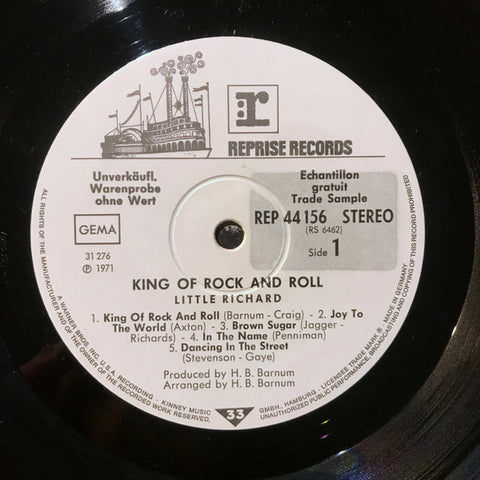 r
REPRISE RECORDS
Unverkäufl.
Warenprobe
ohne Wert
Echantillon
gratuit
Trade Sample
GEMA
REP 44 156 STEREO
(RS 6462)
31 276
Side 1
℗ 1971
KING OF ROCK AND ROLL
LITTLE RICHARD
1. King Of Rock And Roll (Barnum - Craig) 2. Joy To
The World (Axton) - 3. Brown Sugar (Jagger -
Richards) - 4. In The Name (Penniman)
5. Dancing In The Street
(Stevenson - Gaye)
Produced by H. B. Barnum
Arranged by H. B. Barnum
33
ALL RIGHTS OF THE MANUFACTURER AND
OF THE OWNER OF THE RECORDED WORK RESERVED
A WARNER BROS. INC. U.S.A. RECORDING - KINNEY MUSIC
GMBH., HAMBURG - LICENSEE TRADE MARK ® - MADE IN GERMANY
UNAUTHORIZED PUBLIC PERFORMANCE, BROADCASTING AND COPYING OF THIS RECORD PROHIBITED